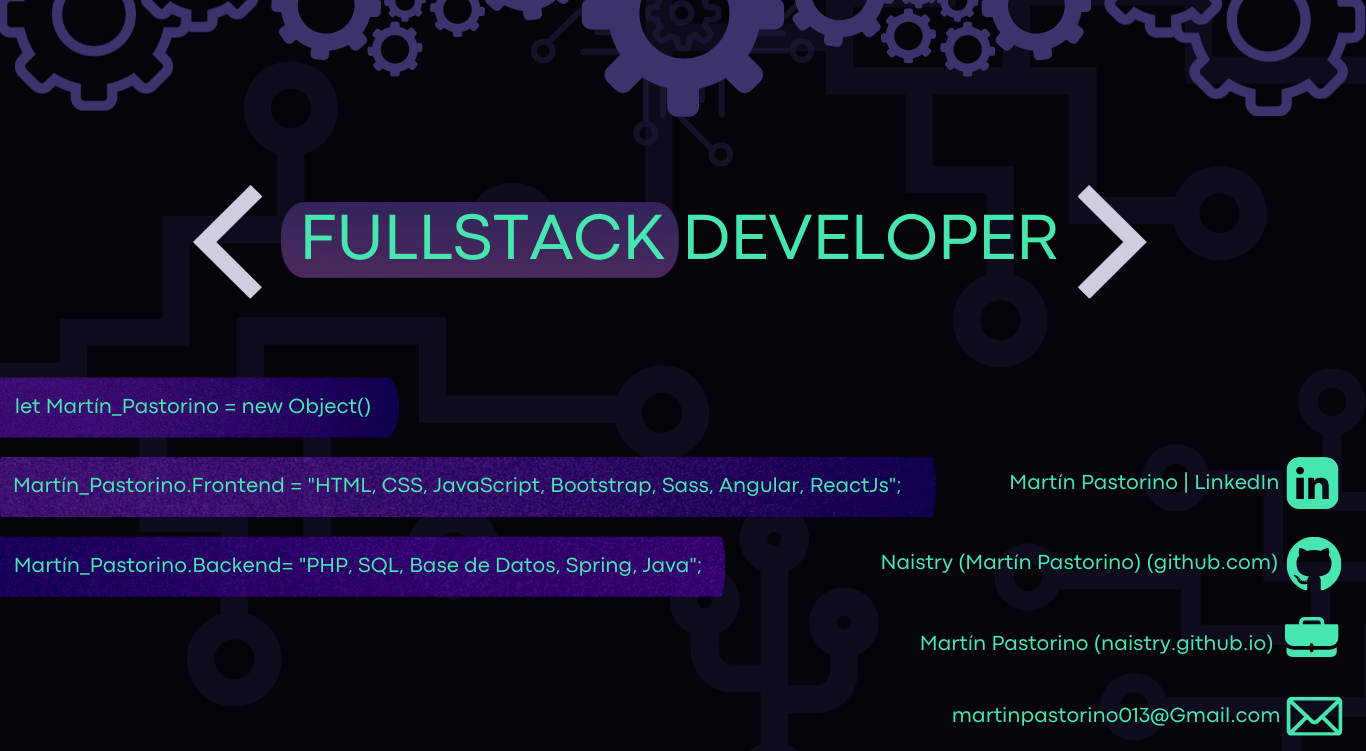 < FULLSTACK DEVELOPER >
let Martín_Pastorino = new Object()
Martín_Pastorino.Frontend = "HTML, CSS, JavaScript, Bootstrap, Sass, Angular, ReactJs";
Martín_Pastorino.Backend= "PHP, SQL, Base de Datos, Spring, Java";
Martín Pastorino | LinkedIn
in
Naistry (Martín Pastorino) (github.com)
Martín Pastorino (naistry.github.io)
martinpastorino013@Gmail.com